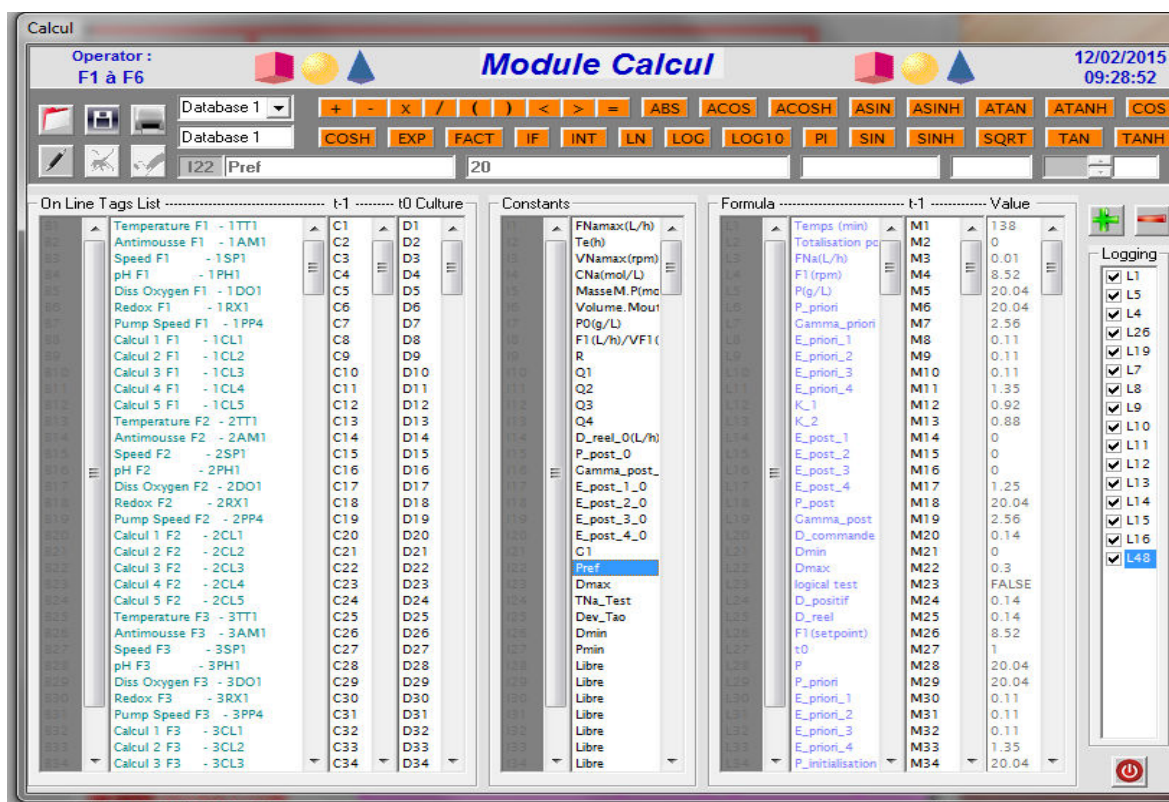 Calcul
Operator :
F1 à F6
Module Calcul
12/02/2015
09:28:52
Database 1
+ - x / ( ) < > = ABS ACOS ACOSH ASIN ASINH ATAN ATANH COS
Database 1
COSH EXP FACT IF INT LN LOG LOG10 PI SIN SINH SQRT TAN TANH
I22 Pref 20
On Line Tags List t-1 t0 Culture Constants Formula t-1 Value
Logging
Temperature F1 - 1TT1 C1 D1 FNamax(L/h) Temps (min) M1 138 L1
Antimousse F1 - 1AM1 C2 D2 Te(h) Totalisation pc M2 0 L5
Speed F1 - 1SP1 C3 D3 VNamax(rpm) FNa(L/h) M3 0.01 L4
pH F1 - 1PH1 C4 D4 CNa(mol/L) F1(rpm) M4 8.52 L26
Diss Oxygen F1 - 1DO1 C5 D5 MasseM.P(mc P(g/L) M5 20.04 L19
Redox F1 - 1RX1 C6 D6 Volume.Mout P_priori M6 20.04 L7
Pump Speed F1 - 1PP4 C7 D7 P0(g/L) Gamma_priori M7 2.56 L8
Calcul 1 F1 - 1CL1 C8 D8 F1(L/h)/VF1( E_priori_1 M8 0.11 L9
Calcul 2 F1 - 1CL2 C9 D9 R E_priori_2 M9 0.11 L10
Calcul 3 F1 - 1CL3 C10 D10 Q1 E_priori_3 M10 0.11 L11
Calcul 4 F1 - 1CL4 C11 D11 Q2 E_priori_4 M11 1.35 L12
Calcul 5 F1 - 1CL5 C12 D12 Q3 K_1 M12 0.92 L13
Temperature F2 - 2TT1 C13 D13 Q4 K_2 M13 0.88 L14
Antimousse F2 - 2AM1 C14 D14 D_reel_0(L/h) E_post_1 M14 0 L15
Speed F2 - 2SP1 C15 D15 P_post_0 E_post_2 M15 0 L16
pH F2 - 2PH1 C16 D16 Gamma_post_ E_post_3 M16 0 L48
Diss Oxygen F2 - 2DO1 C17 D17 E_post_1_0 E_post_4 M17 1.25
Redox F2 - 2RX1 C18 D18 E_post_2_0 P_post M18 20.04
Pump Speed F2 - 2PP4 C19 D19 E_post_3_0 Gamma_post M19 2.56
Calcul 1 F2 - 2CL1 C20 D20 E_post_4_0 D_commande M20 0.14
Calcul 2 F2 - 2CL2 C21 D21 G1 Dmin M21 0
Calcul 3 F2 - 2CL3 C22 D22 Pref Dmax M22 0.3
Calcul 4 F2 - 2CL4 C23 D23 Dmax logical test M23 FALSE
Calcul 5 F2 - 2CL5 C24 D24 TNa_Test D_positif M24 0.14
Temperature F3 - 3TT1 C25 D25 Dev_Tao D_reel M25 0.14
Antimousse F3 - 3AM1 C26 D26 Dmin F1(setpoint) M26 8.52
Speed F3 - 3SP1 C27 D27 Pmin t0 M27 1
pH F3 - 3PH1 C28 D28 Libre P M28 20.04
Diss Oxygen F3 - 3DO1 C29 D29 Libre P_priori M29 20.04
Redox F3 - 3RX1 C30 D30 Libre E_priori_1 M30 0.11
Pump Speed F3 - 3PP4 C31 D31 Libre E_priori_2 M31 0.11
Calcul 1 F3 - 3CL1 C32 D32 Libre E_priori_3 M32 0.11
Calcul 2 F3 - 3CL2 C33 D33 Libre E_priori_4 M33 1.35
Calcul 3 F3 - 3CL3 C34 D34 Libre P_initialisation M34 20.04